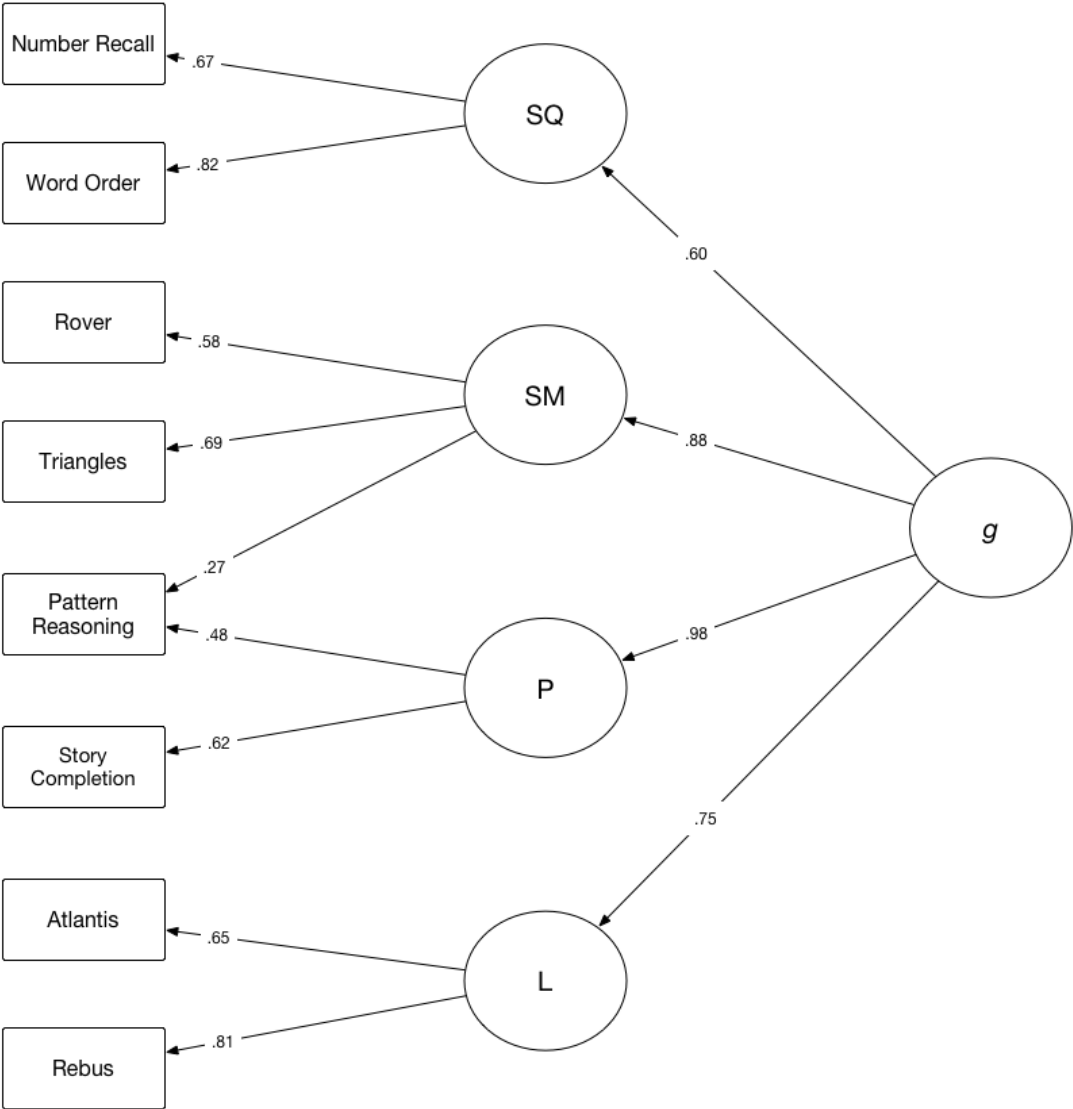 Number Recall
.67
SQ
Word Order
.82
.60
Rover
.58
SM
Triangles
.69
.88
Pattern
Reasoning
.27
.48
g
.98
P
Story
Completion
.62
.75
Atlantis
.65
L
Rebus
.81